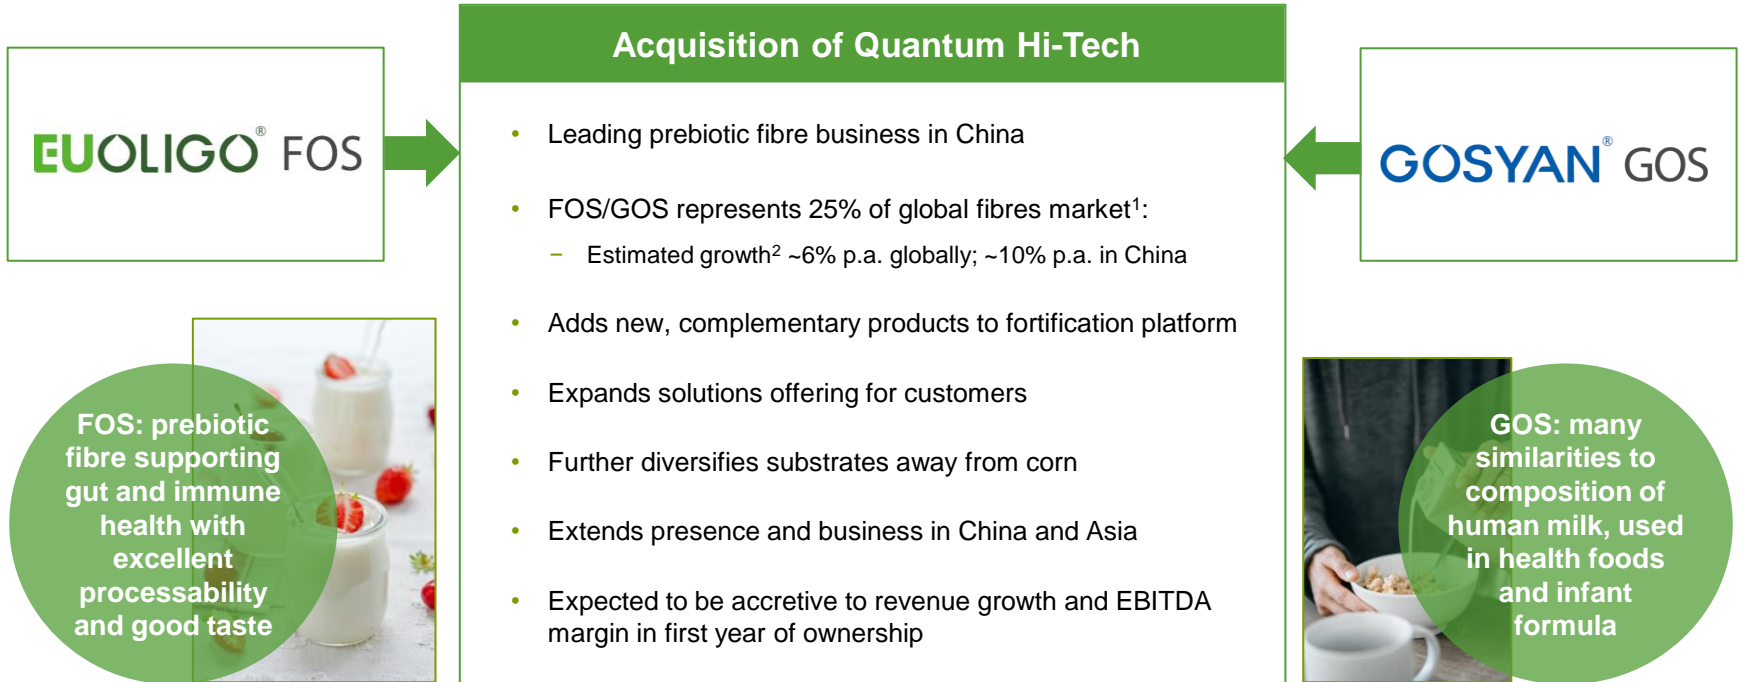 Acquisition of Quantum Hi-Tech
EUOLIGO® FOS
GOSYAN® GOS
• Leading prebiotic fibre business in China
• FOS/GOS represents 25% of global fibres market¹:
− Estimated growth² ~6% p.a. globally; ~10% p.a. in China
• Adds new, complementary products to fortification platform
• Expands solutions offering for customers
• Further diversifies substrates away from corn
• Extends presence and business in China and Asia
• Expected to be accretive to revenue growth and EBITDA
margin in first year of ownership
FOS: prebiotic
fibre supporting
gut and immune
health with
excellent
processability
and good taste
GOS: many
similarities to
composition of
human milk, used
in health foods
and infant
formula